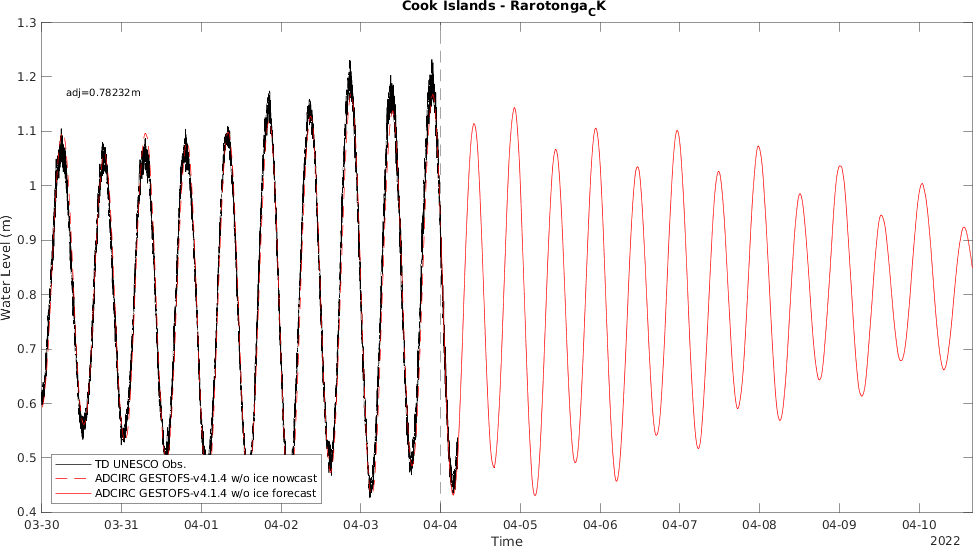 Cook Islands - Rarotonga_CK
adj=0.78232m
1.3
1.2
1.1
1
0.9
0.8
0.7
0.6
0.5
0.4
Water Level (m)
TD UNESCO Obs.
ADCIRC GESTOFS-v4.1.4 w/o ice nowcast
ADCIRC GESTOFS-v4.1.4 w/o ice forecast
03-30 03-31 04-01 04-02 04-03 04-04 04-05 04-06 04-07 04-08 04-09 04-10
Time
2022